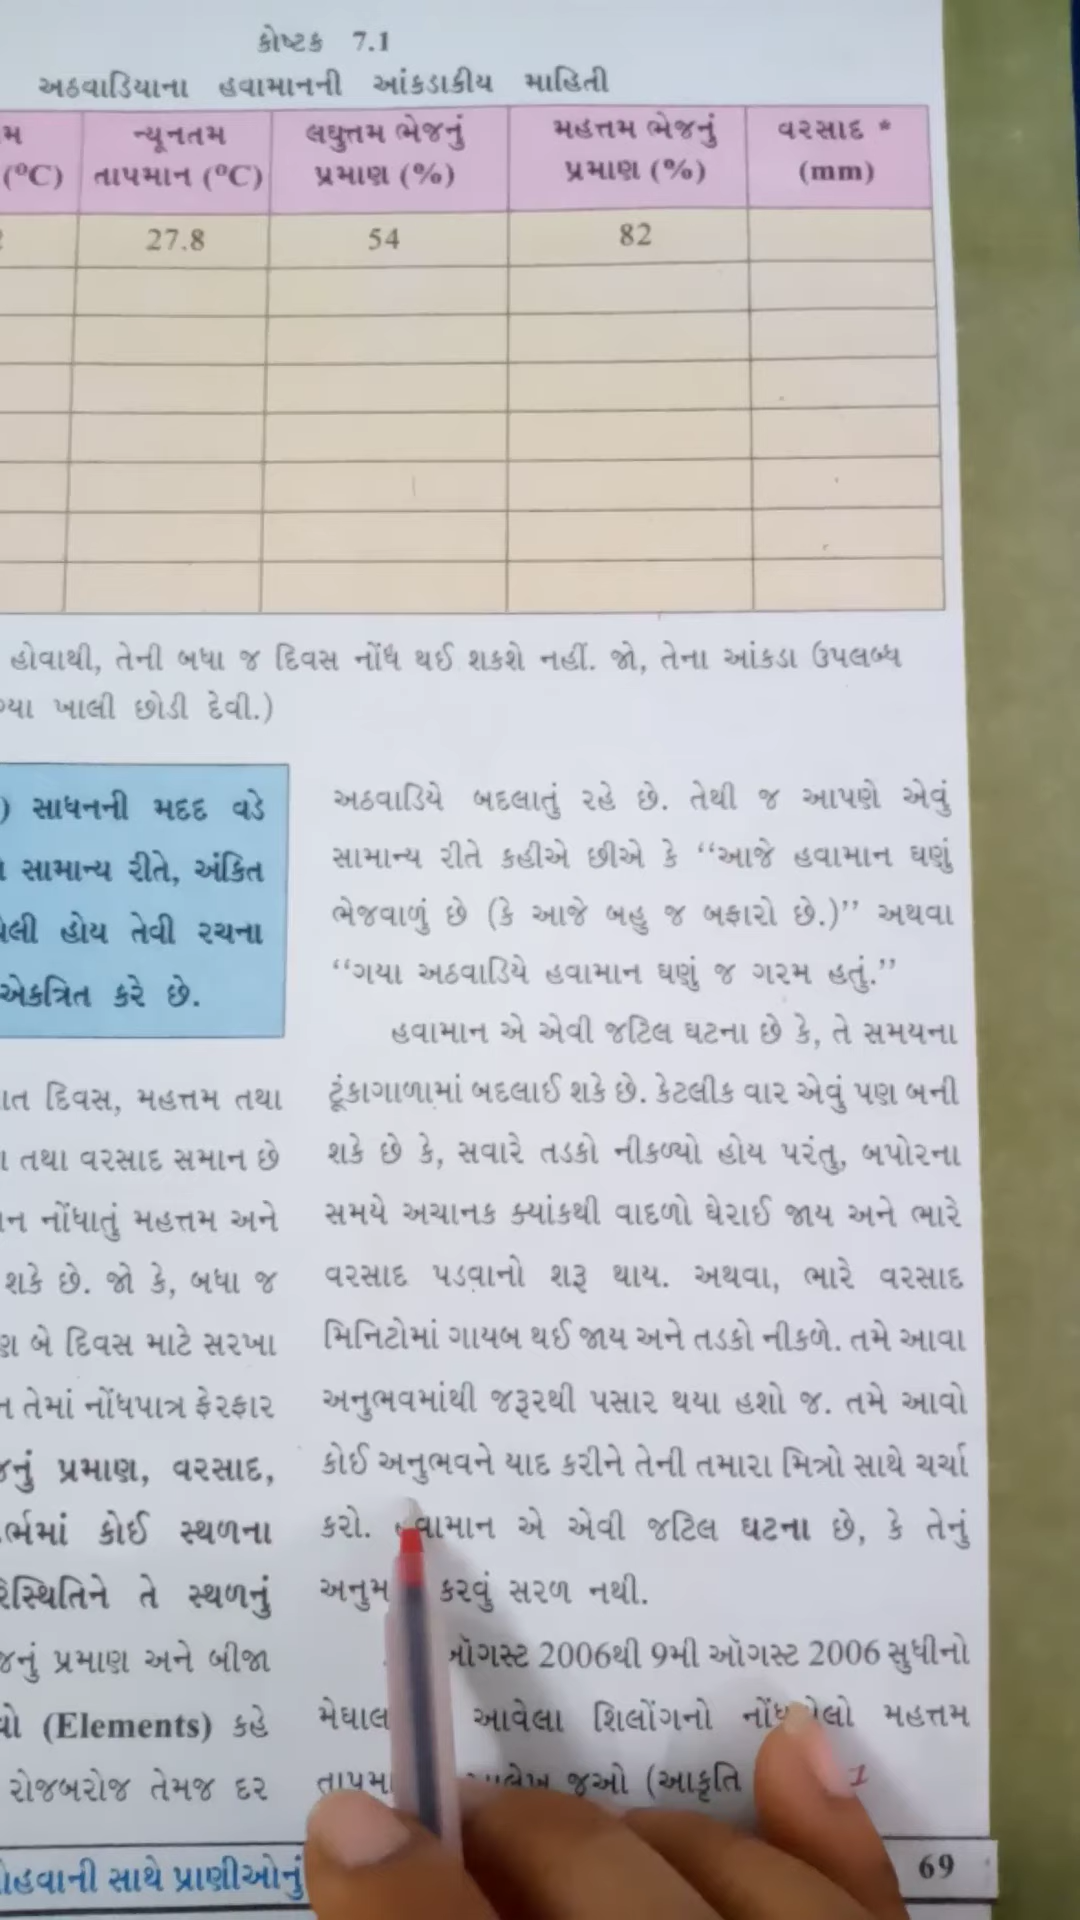 કોષ્ટક 7.1
અઠવાડિયાના હવામાનની આંકડાકીય માહિતી
મ ન્યૂનતમ લઘુત્તમ ભેજનું મહત્તમ ભેજનું વરસાદ *
(°C) તાપમાન (°C) પ્રમાણ (%) પ્રમાણ (%) (mm)
27.8 54 82
હોવાથી, તેની બધા જ દિવસ નોંધ થઈ શકશે નહીં. જો, તેના આંકડા ઉપલબ્ધ
ખાલી છોડી દેવી.)
) સાધનની મદદ વડે
સામાન્ય રીતે, અંકિત
હોય તેવી રચના
એકત્રિત કરે છે.
દિવસ, મહત્તમ તથા
તથા વરસાદ સમાન છે
નોંધાતું મહત્તમ અને
શકે છે. જો કે, બધા જ
બે દિવસ માટે સરખા
તેમાં નોંધપાત્ર ફેરફાર
પ્રમાણ, વરસાદ,
કોઈ સ્થળના
તે સ્થળનું
પ્રમાણ અને બીજા
(Elements) કહે
રોજબરોજ તેમજ દર
અઠવાડિયે બદલાતું રહે છે. તેથી જ આપણે એવું
સામાન્ય રીતે કહીએ છીએ કે “આજે હવામાન ઘણું
ભેજવાળું છે (કે આજે બહુ જ બફારો છે.)” અથવા
“ગયા અઠવાડિયે હવામાન ઘણું જ ગરમ હતું.”
હવામાન એ એવી જટિલ ઘટના છે કે, તે સમયના
ટૂંકાગાળામાં બદલાઈ શકે છે. કેટલીક વાર એવું પણ બની
શકે છે કે, સવારે તડકો નીકળ્યો હોય પરંતુ, બપોરના
સમયે અચાનક ક્યાંકથી વાદળો ઘેરાઈ જાય અને ભારે
વરસાદ પડવાનો શરૂ થાય. અથવા, ભારે વરસાદ
મિનિટોમાં ગાયબ થઈ જાય અને તડકો નીકળે. તમે આવા
અનુભવમાંથી જરૂરથી પસાર થયા હશો જ. તમે આવો
કોઈ અનુભવને યાદ કરીને તેની તમારા મિત્રો સાથે ચર્ચા
કરો. હવામાન એ એવી જટિલ ઘટના છે, કે તેનું
કરવું સરળ નથી.
ઑગસ્ટ 2006થી 9મી ઑગસ્ટ 2006 સુધીનો
આવેલા શિલોંગનો મહત્તમ
જુઓ (આકૃતિ
સાથે પ્રાણીઓનું
69